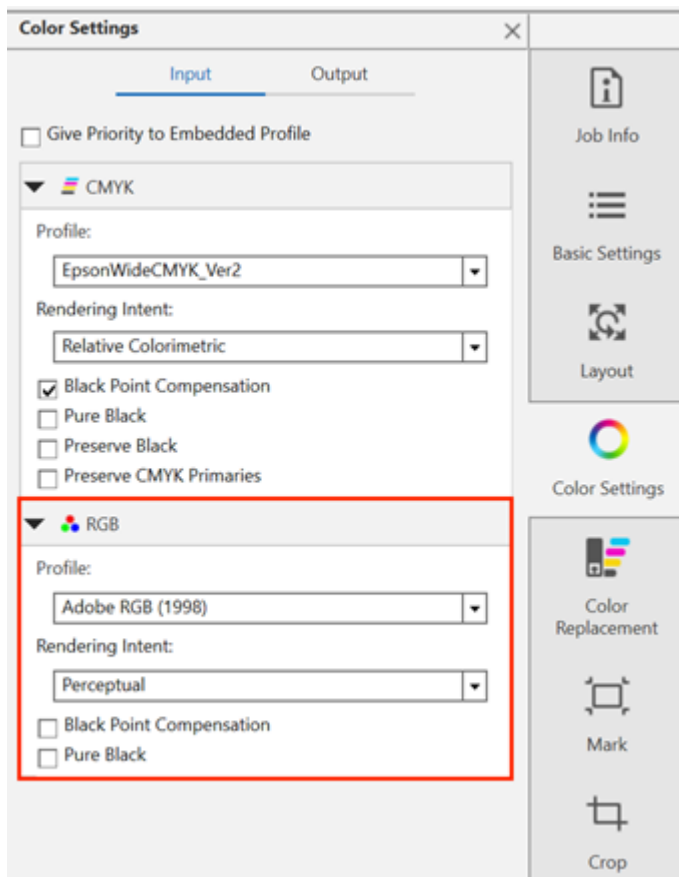 Color Settings
Input Output
Give Priority to Embedded Profile
CMYK
Profile:
EpsonWideCMYK_Ver2
Rendering Intent:
Relative Colorimetric
Black Point Compensation
Pure Black
Preserve Black
Preserve CMYK Primaries
RGB
Profile:
Adobe RGB (1998)
Rendering Intent:
Perceptual
Black Point Compensation
Pure Black
Job Info
Basic Settings
Layout
Color Settings
Color
Replacement
Mark
Crop